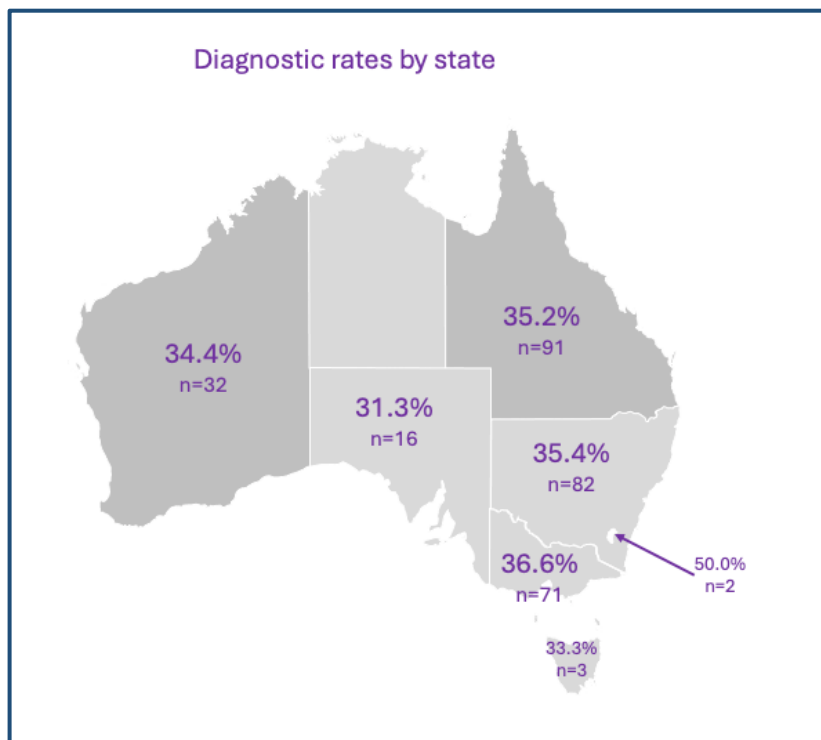 Diagnostic rates by state
35.2%
n=91
34.4%
n=32
31.3%
n=16
35.4%
n=82
36.6%
n=71
50.0%
n=2
33.3%
n=3